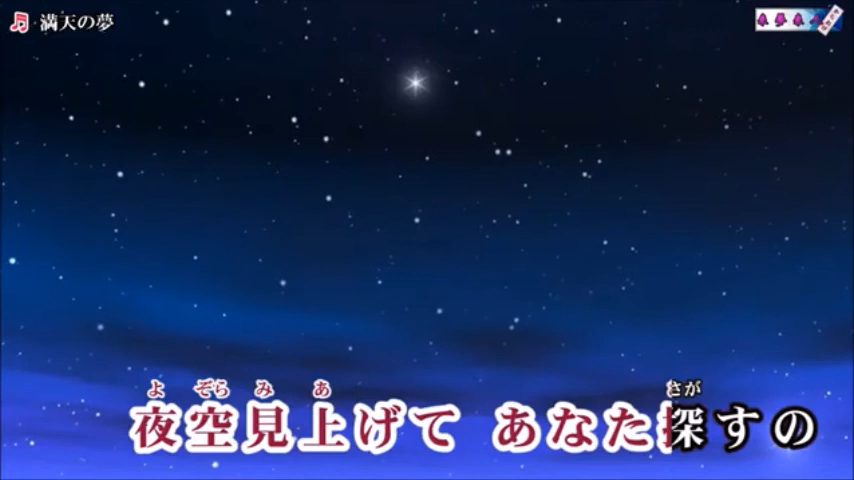 満天の夢
よ ぞら み あ さが
夜空見上げて あなた探すの